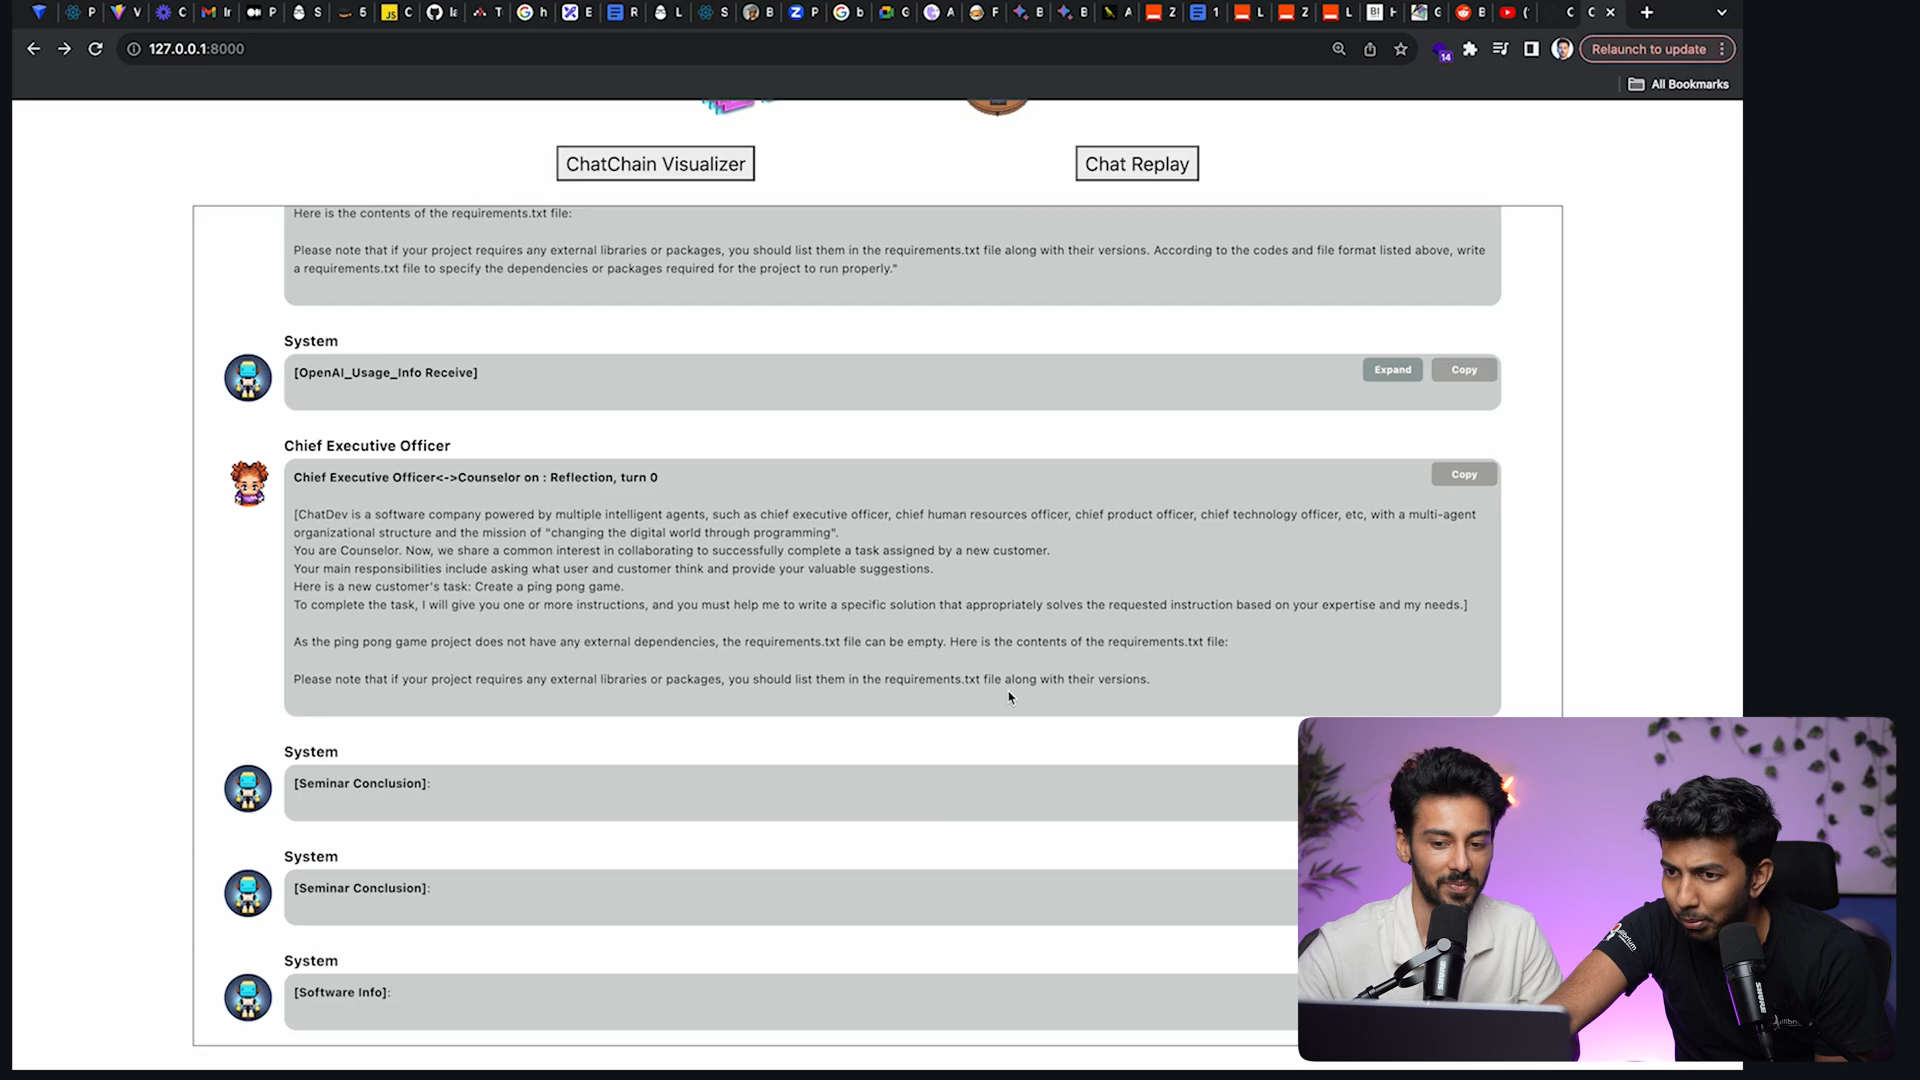 127.0.0.1:8000
14
Relaunch to update
All Bookmarks
ChatChain Visualizer
Chat Replay
Here is the contents of the requirements.txt file:
Please note that if your project requires any external libraries or packages, you should list them in the requirements.txt file along with their versions. According to the codes and file format listed above, write
a requirements.txt file to specify the dependencies or packages required for the project to run properly."
System
[OpenAI_Usage_Info Receive]
Expand
Copy
Chief Executive Officer
Chief Executive Officer<->Counselor on : Reflection, turn 0
Copy
[ChatDev is a software company powered by multiple intelligent agents, such as chief executive officer, chief human resources officer, chief product officer, chief technology officer, etc, with a multi-agent
organizational structure and the mission of "changing the digital world through programming".
You are Counselor. Now, we share a common interest in collaborating to successfully complete a task assigned by a new customer.
Your main responsibilities include asking what user and customer think and provide your valuable suggestions.
Here is a new customer's task: Create a ping pong game.
To complete the task, I will give you one or more instructions, and you must help me to write a specific solution that appropriately solves the requested instruction based on your expertise and my needs.]
As the ping pong game project does not have any external dependencies, the requirements.txt file can be empty. Here is the contents of the requirements.txt file:
Please note that if your project requires any external libraries or packages, you should list them in the requirements.txt file along with their versions.
System
[Seminar Conclusion]:
System
[Seminar Conclusion]:
System
[Software Info]:
SHURE
SHURE